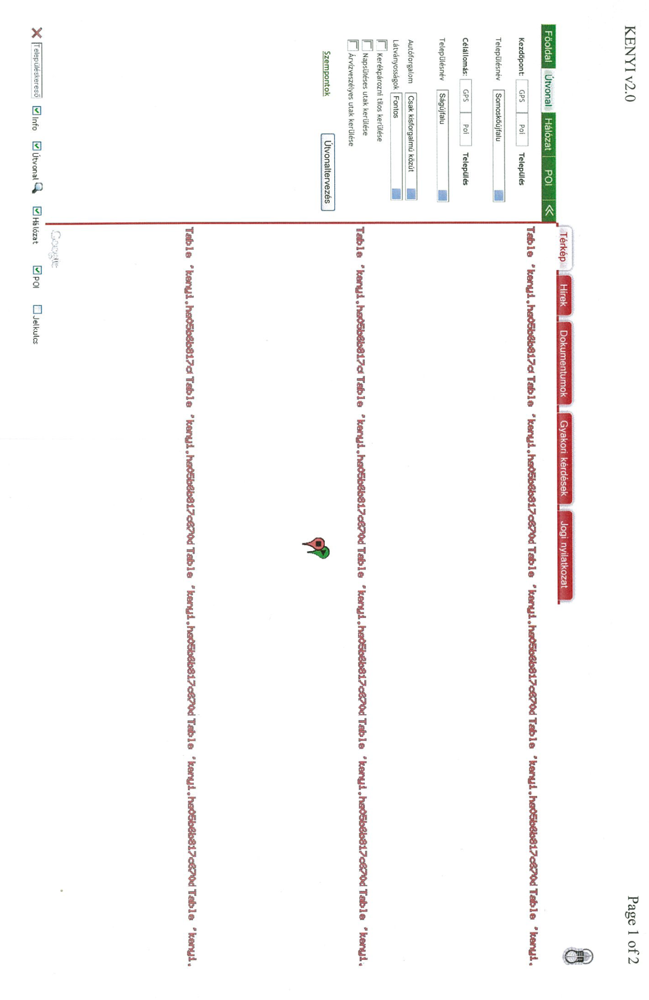 KENYI v2.0
Page 1 of 2
Térkép Hírek Dokumentumok Gyakori kérdések Jogi nyilatkozat
Főoldal Útvonal Hálózat POI «
Kezdőpont: GPS Poi Település
Településnév Somoskőújfalu
Célállomás: GPS Poi Település
Településnév Ságújfalu
Autóforgalom Csak kisforgalmú közút
Látványosságok Fontos
Kerékpározni tilos kerülése
Napsütéses utak kerülése
Árvízveszélyes utak kerülése
Szempontok Útvonaltervezés
Table 'kenyi.ha05b8b817d Table 'kenyi.ha05b8b817c670d Table 'kenyi.ha05b8b817c670d Table 'kenyi.ha05b8b817c670d Table 'kenyi.
Table 'kenyi.ha05b8b817d Table 'kenyi.ha05b8b817c670d Table 'kenyi.ha05b8b817c670d Table 'kenyi.ha05b8b817c670d Table 'kenyi.
Table 'kenyi.ha05b8b817d Table 'kenyi.ha05b8b817c670d Table 'kenyi.ha05b8b817c670d Table 'kenyi.ha05b8b817c670d Table 'kenyi.
Google
Településkereső Info Útvonal Hálózat POI Jelkulcs